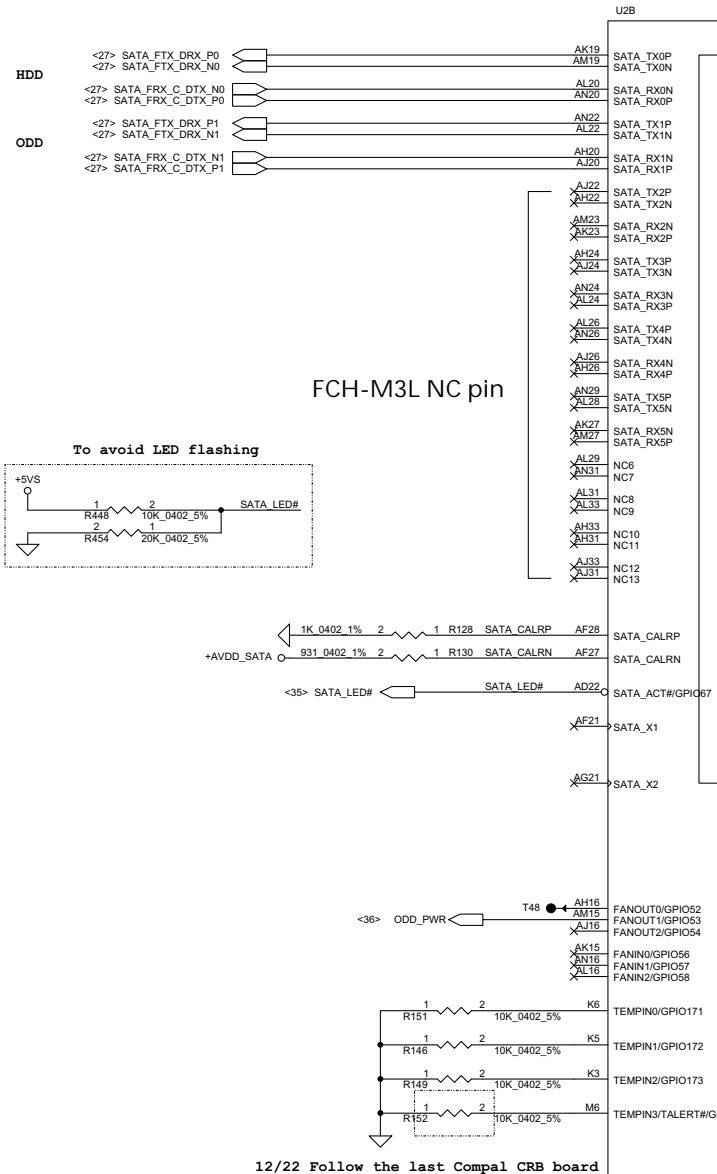 U2B
HDD
<27> SATA_FTX_DRX_P0 AK19 SATA_TX0P
<27> SATA_FTX_DRX_N0 AM19 SATA_TX0N
<27> SATA_FRX_C_DTX_N0 AL20 SATA_RX0N
<27> SATA_FRX_C_DTX_P0 AN20 SATA_RX0P
ODD
<27> SATA_FTX_DRX_P1 AN22 SATA_TX1P
<27> SATA_FTX_DRX_N1 AL22 SATA_TX1N
<27> SATA_FRX_C_DTX_N1 AH20 SATA_RX1N
<27> SATA_FRX_C_DTX_P1 AJ20 SATA_RX1P
AJ22 SATA_TX2P
AH22 SATA_TX2N
AM23 SATA_RX2N
AK23 SATA_RX2P
AH24 SATA_TX3P
AJ24 SATA_TX3N
AN24 SATA_RX3N
AL24 SATA_RX3P
AL26 SATA_TX4P
AN26 SATA_TX4N
AJ26 SATA_RX4N
AH26 SATA_RX4P
FCH-M3L NC pin
AN29 SATA_TX5P
AL28 SATA_TX5N
AK27 SATA_RX5N
AM27 SATA_RX5P
AL29 NC6
AN31 NC7
AL31 NC8
AL33 NC9
AH33 NC10
AH31 NC11
AJ33 NC12
AJ31 NC13
To avoid LED flashing
+5VS
1 2 SATA_LED#
R448 10K_0402_5%
2 1
R454 20K_0402_5%
1K_0402_1% 2 1 R128 SATA_CALRP AF28 SATA_CALRP
+AVDD_SATA 931_0402_1% 2 1 R130 SATA_CALRN AF27 SATA_CALRN
<35> SATA_LED# SATA_LED# AD22 SATA_ACT#/GPIO67
AF21 SATA_X1
AG21 SATA_X2
T48 AH16 FANOUT0/GPIO52
<36> ODD_PWR AM15 FANOUT1/GPIO53
AJ16 FANOUT2/GPIO54
AK15 FANIN0/GPIO56
AN16 FANIN1/GPIO57
AL16 FANIN2/GPIO58
1 2 K6 TEMPIN0/GPIO171
R151 10K_0402_5%
1 2 K5 TEMPIN1/GPIO172
R146 10K_0402_5%
1 2 K3 TEMPIN2/GPIO173
R149 10K_0402_5%
1 2 M6 TEMPIN3/TALERT#/G
R152 10K_0402_5%
12/22 Follow the last Compal CRB board